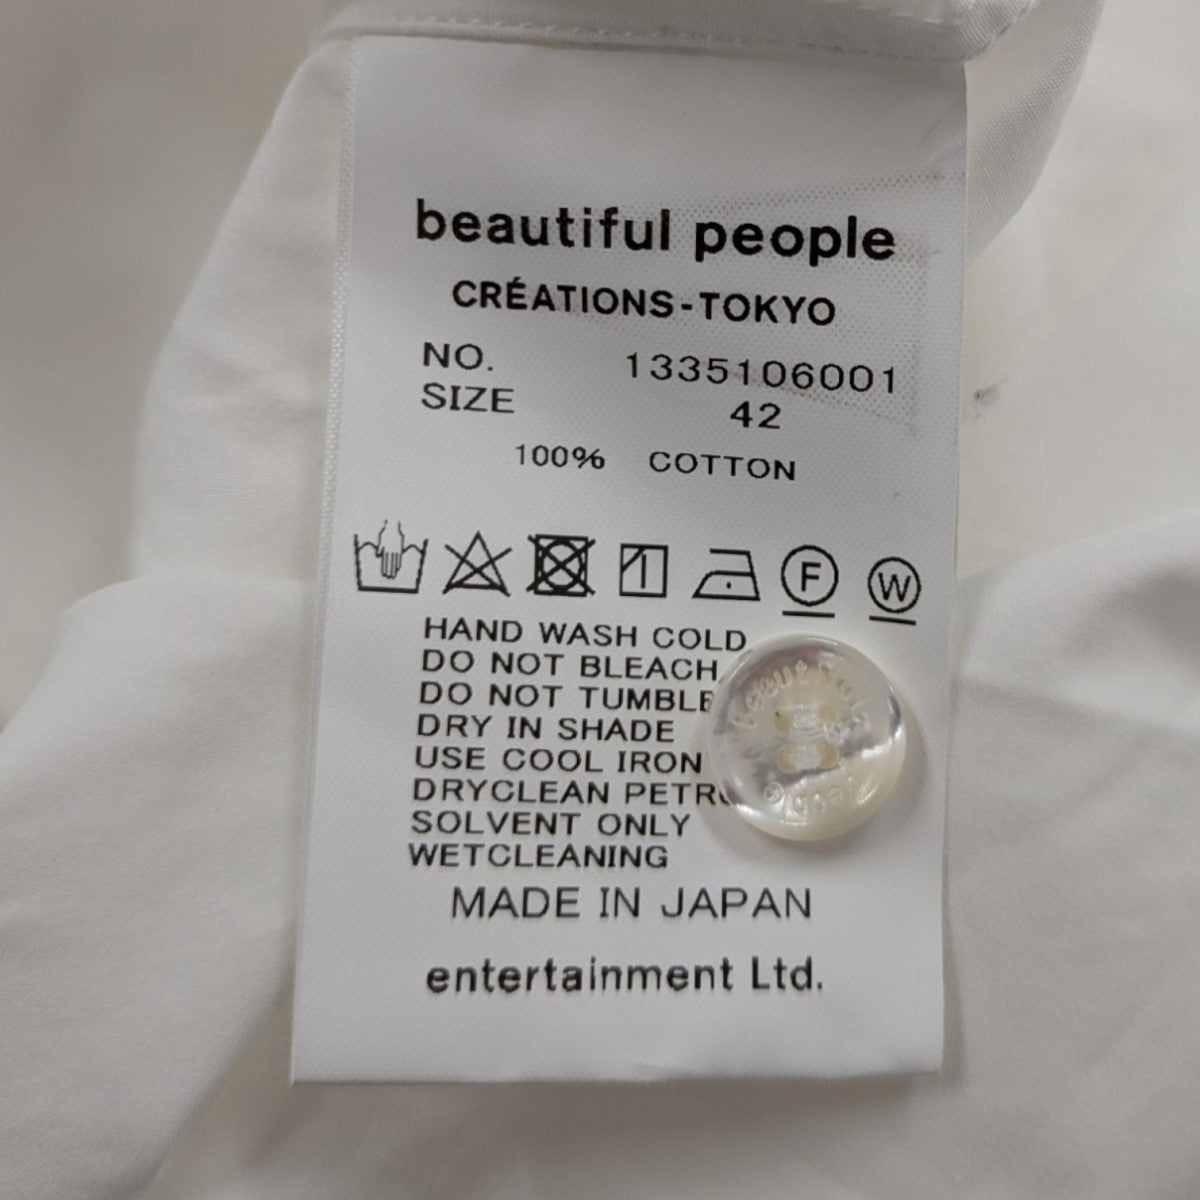 beautiful people
CRÉATIONS-TOKYO
NO. 1335106001
SIZE 42
100% COTTON
F W
HAND WASH COLD
DO NOT BLEACH
DO NOT TUMBLE
DRY IN SHADE
USE COOL IRON
DRYCLEAN
SOLVENT ONLY
WETCLEANING
MADE IN JAPAN
entertainment Ltd.